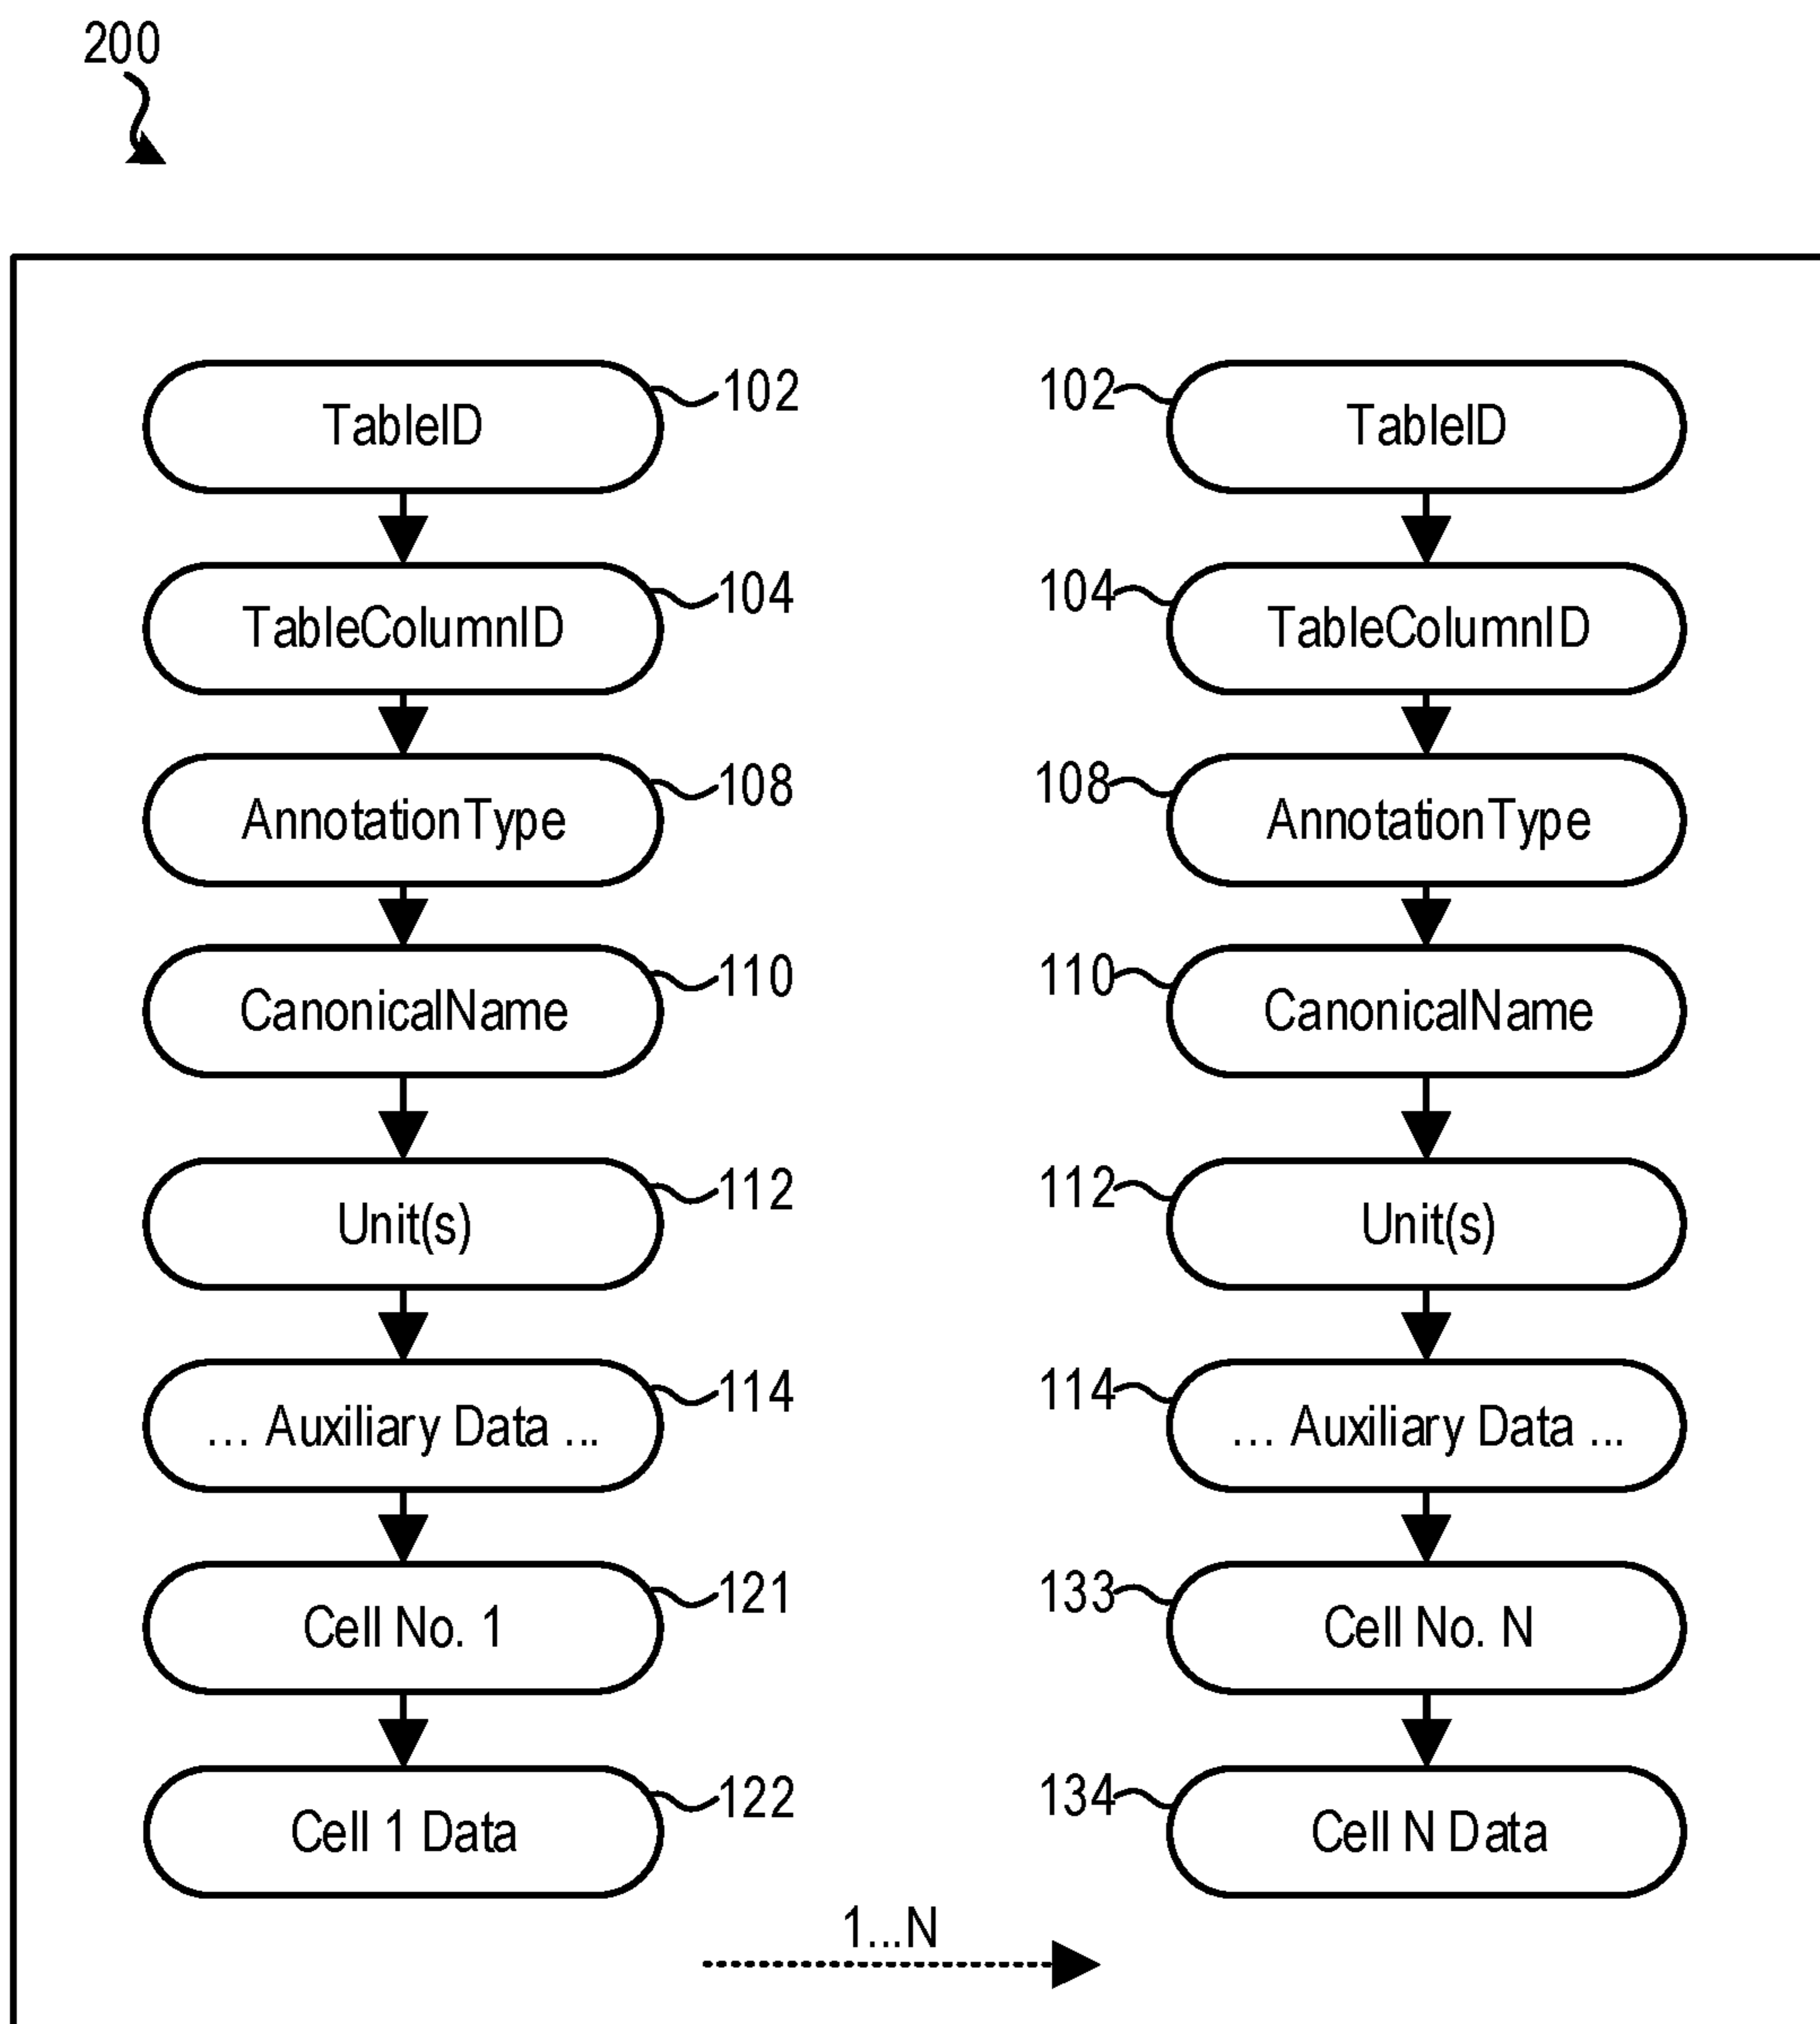 200
TableID 102
102 TableID
TableColumnID 104
104 TableColumnID
AnnotationType 108
108 AnnotationType
CanonicalName 110
110 CanonicalName
Unit(s) 112
112 Unit(s)
... Auxiliary Data ... 114
114 ... Auxiliary Data ...
Cell No. 1 121
133 Cell No. N
Cell 1 Data 122
134 Cell N Data
1...N